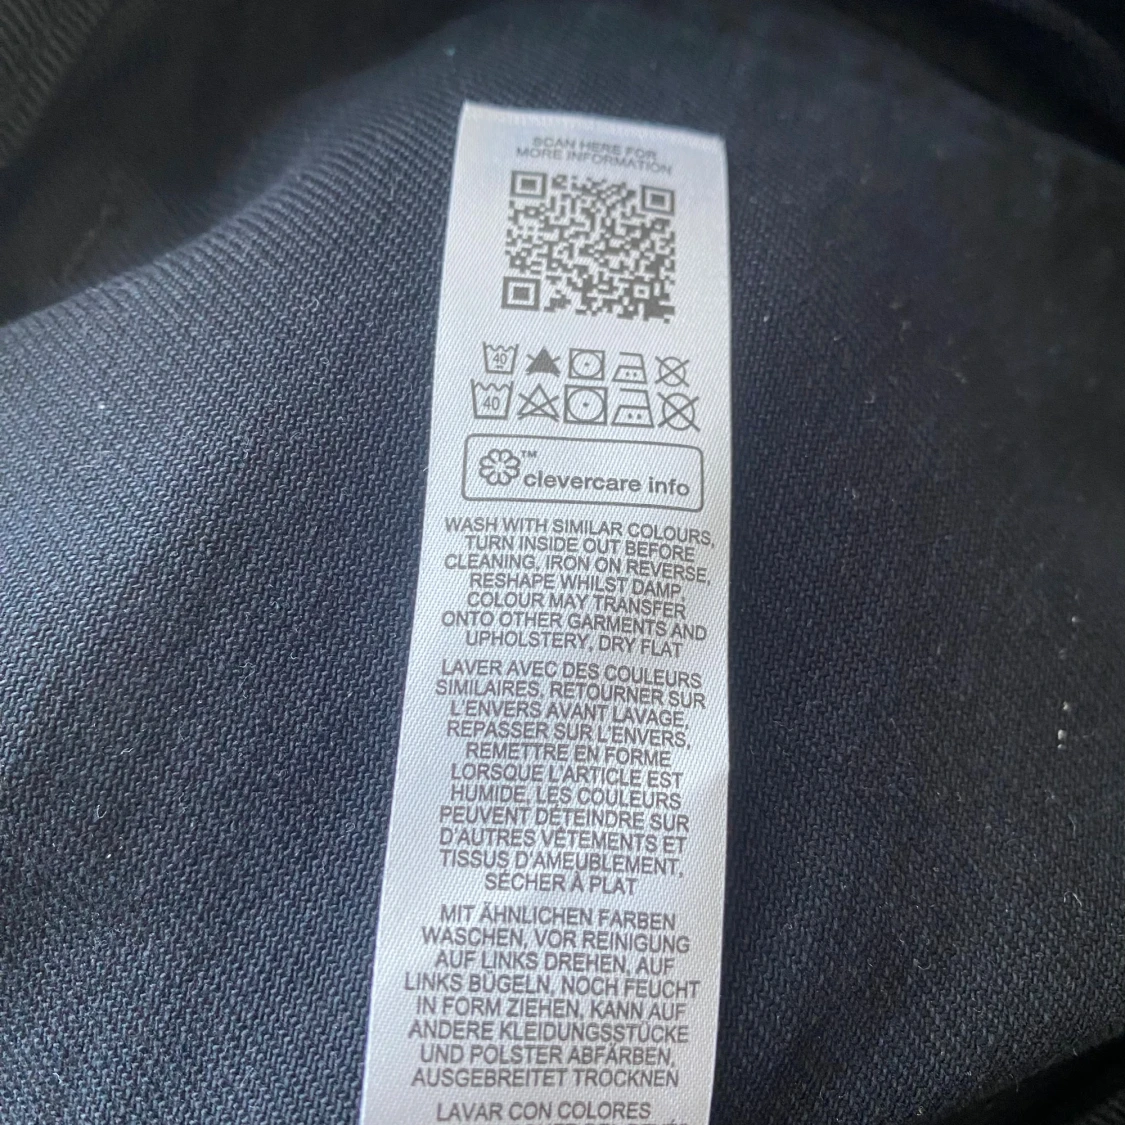 SCAN HERE FOR
MORE INFORMATION
40
40
™
clevercare info
WASH WITH SIMILAR COLOURS,
TURN INSIDE OUT BEFORE
CLEANING, IRON ON REVERSE,
RESHAPE WHILST DAMP,
COLOUR MAY TRANSFER
ONTO OTHER GARMENTS AND
UPHOLSTERY, DRY FLAT
LAVER AVEC DES COULEURS
SIMILAIRES, RETOURNER SUR
L'ENVERS AVANT LAVAGE,
REPASSER SUR L'ENVERS,
REMETTRE EN FORME
LORSQUE L'ARTICLE EST
HUMIDE, LES COULEURS
PEUVENT DÉTEINDRE SUR
D'AUTRES VÊTEMENTS ET
TISSUS D'AMEUBLEMENT,
SÉCHER À PLAT
MIT ÄHNLICHEN FARBEN
WASCHEN, VOR REINIGUNG
AUF LINKS DREHEN, AUF
LINKS BÜGELN, NOCH FEUCHT
IN FORM ZIEHEN, KANN AUF
ANDERE KLEIDUNGSSTÜCKE
UND POLSTER ABFÄRBEN,
AUSGEBREITET TROCKNEN
LAVAR CON COLORES